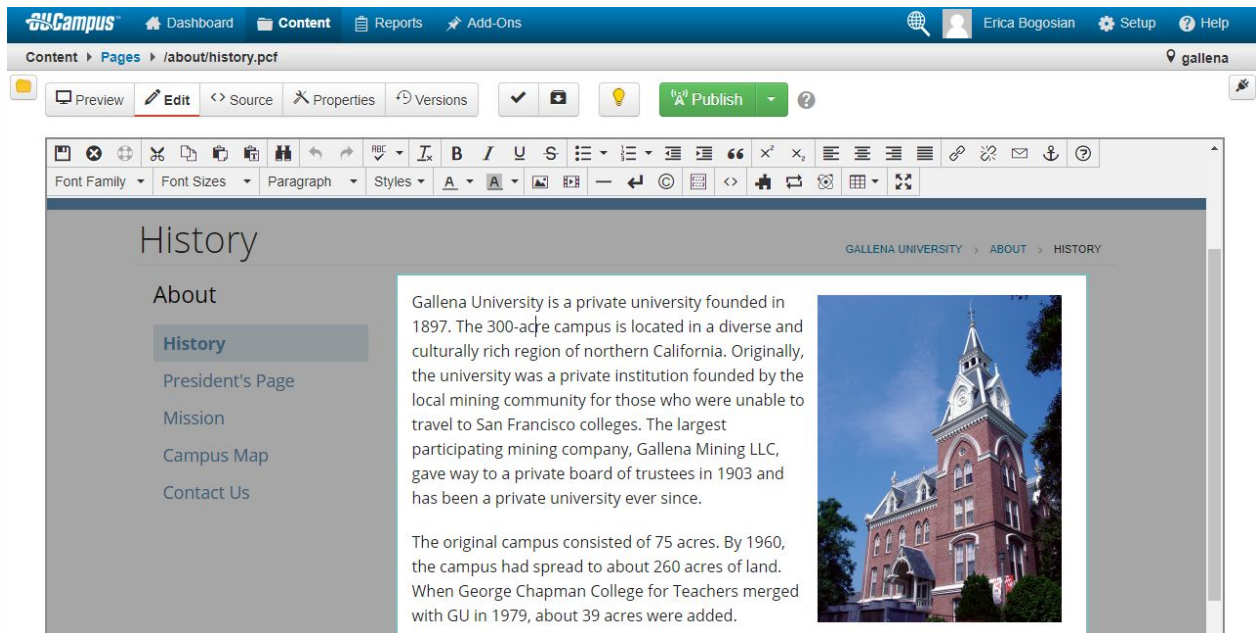 OU Campus Dashboard Content Reports Add-Ons Erica Bogosian Setup Help
Content Pages /about/history.pcf gallena
Preview Edit Source Properties Versions Publish
ABC
Font Family Font Sizes Paragraph Styles
History
GALLENA UNIVERSITY > ABOUT > HISTORY
About
History
President's Page
Mission
Campus Map
Contact Us
Gallena University is a private university founded in
1897. The 300-acre campus is located in a diverse and
culturally rich region of northern California. Originally,
the university was a private institution founded by the
local mining community for those who were unable to
travel to San Francisco colleges. The largest
participating mining company, Gallena Mining LLC,
gave way to a private board of trustees in 1903 and
has been a private university ever since.
The original campus consisted of 75 acres. By 1960,
the campus had spread to about 260 acres of land.
When George Chapman College for Teachers merged
with GU in 1979, about 39 acres were added.